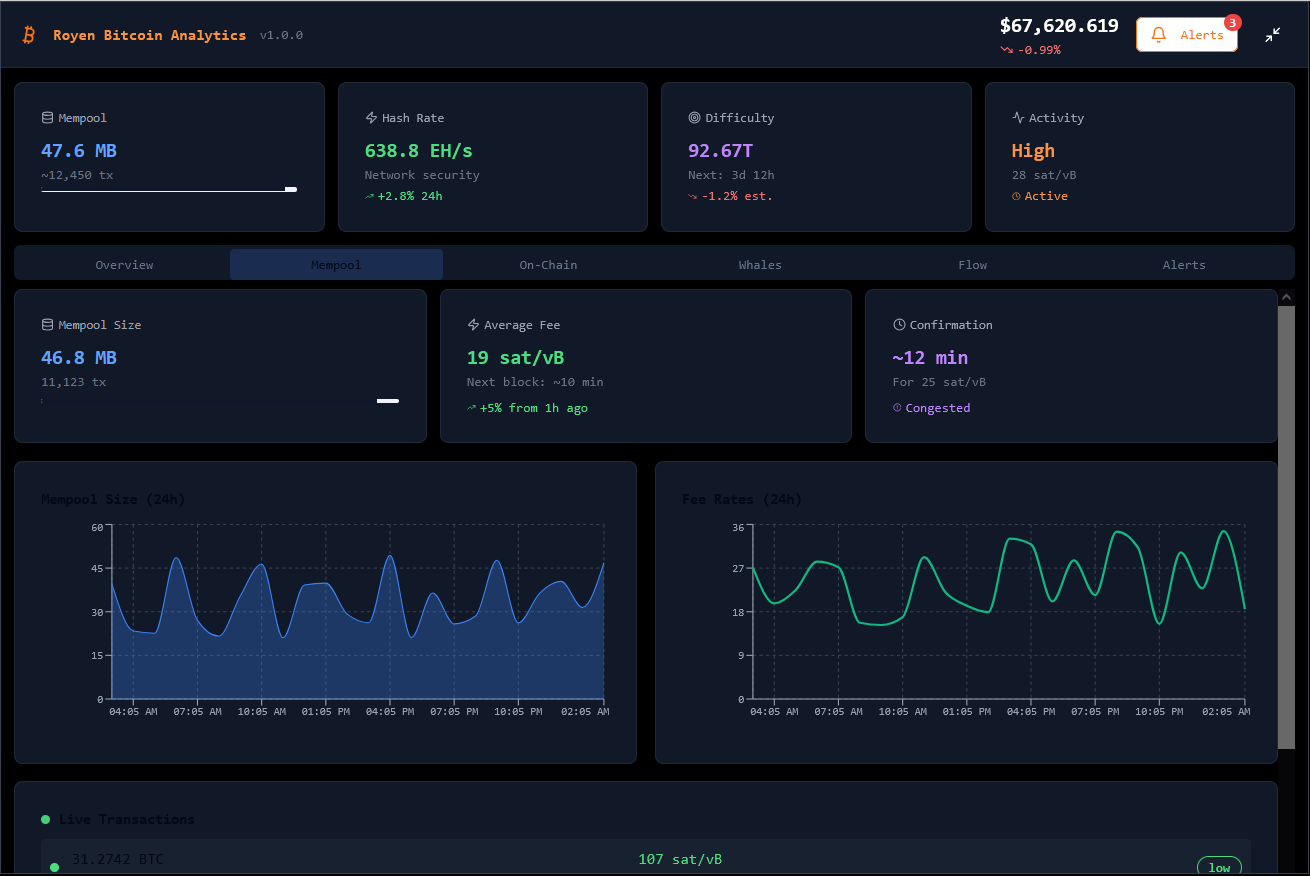 Royen Bitcoin Analytics v1.0.0
$67,620.619
-0.99%
Alerts
3
Mempool
47.6 MB
~12,450 tx
Hash Rate
638.8 EH/s
Network security
+2.8% 24h
Difficulty
92.67T
Next: 3d 12h
-1.2% est.
Activity
High
28 sat/vB
Active
Overview Mempool On-Chain Whales Flow Alerts
Mempool Size
46.8 MB
11,123 tx
Average Fee
19 sat/vB
Next block: ~10 min
+5% from 1h ago
Confirmation
~12 min
For 25 sat/vB
Congested
Mempool Size (24h)
60
45
30
15
0
04:05 AM 07:05 AM 10:05 AM 01:05 PM 04:05 PM 07:05 PM 10:05 PM 02:05 AM
Fee Rates (24h)
36
27
18
9
0
04:05 AM 07:05 AM 10:05 AM 01:05 PM 04:05 PM 07:05 PM 10:05 PM 02:05 AM
Live Transactions
31.2742 BTC 107 sat/vB
low